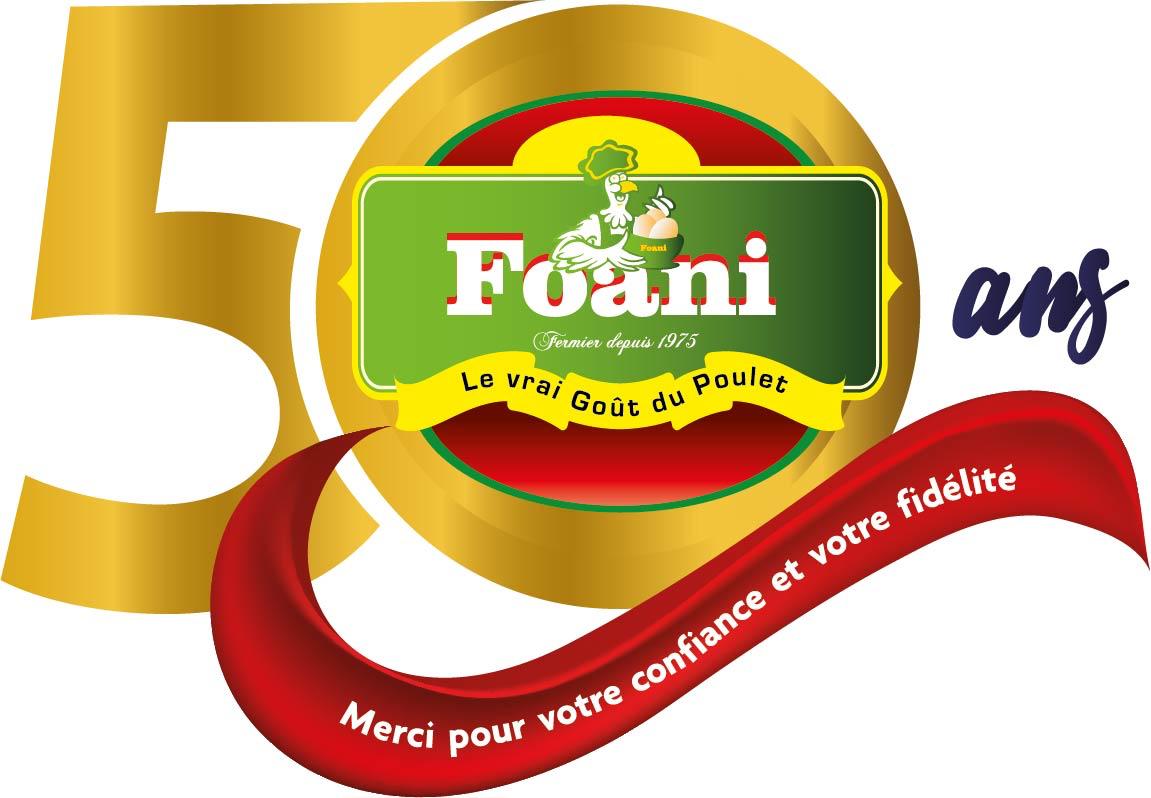 50 ans
Foani
Foani
Fermier depuis 1975
Le vrai Goût du Poulet
Merci pour votre confiance et votre fidélité